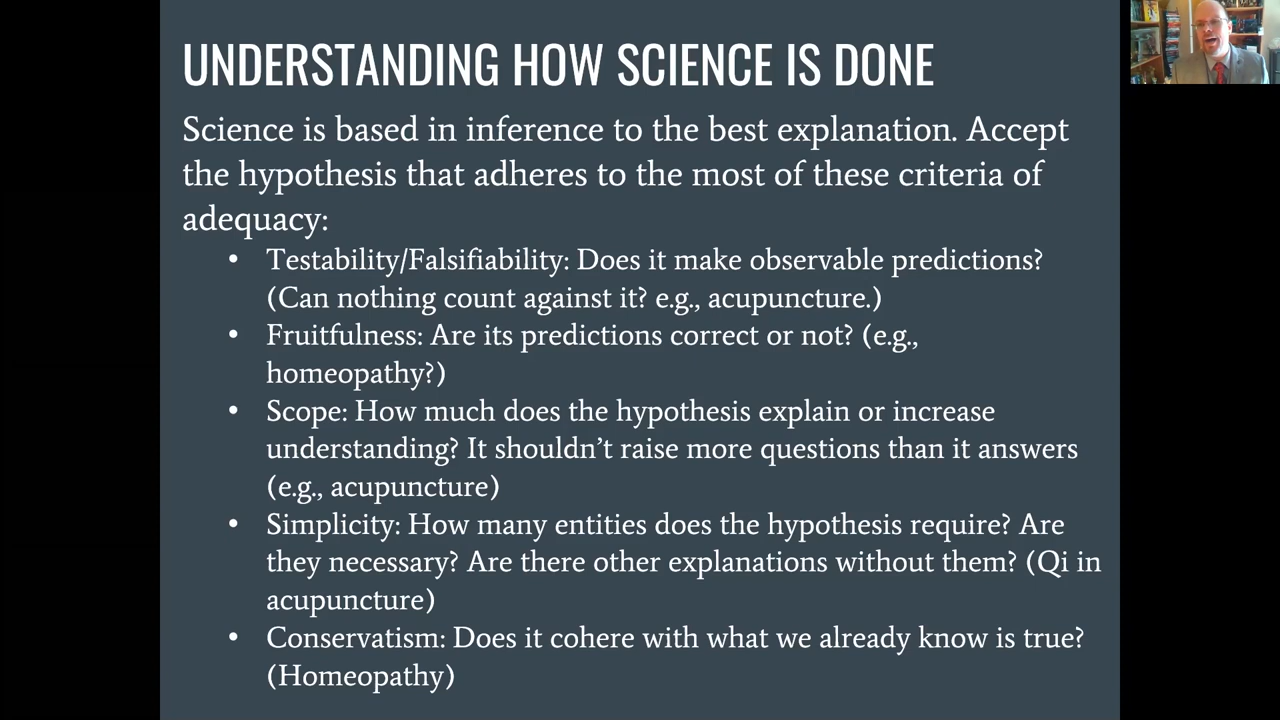 UNDERSTANDING HOW SCIENCE IS DONE
Science is based in inference to the best explanation. Accept
the hypothesis that adheres to the most of these criteria of
adequacy:
• Testability/Falsifiability: Does it make observable predictions?
(Can nothing count against it? e.g., acupuncture.)
• Fruitfulness: Are its predictions correct or not? (e.g.,
homeopathy?)
• Scope: How much does the hypothesis explain or increase
understanding? It shouldn’t raise more questions than it answers
(e.g., acupuncture)
• Simplicity: How many entities does the hypothesis require? Are
they necessary? Are there other explanations without them? (Qi in
acupuncture)
• Conservatism: Does it cohere with what we already know is true?
(Homeopathy)